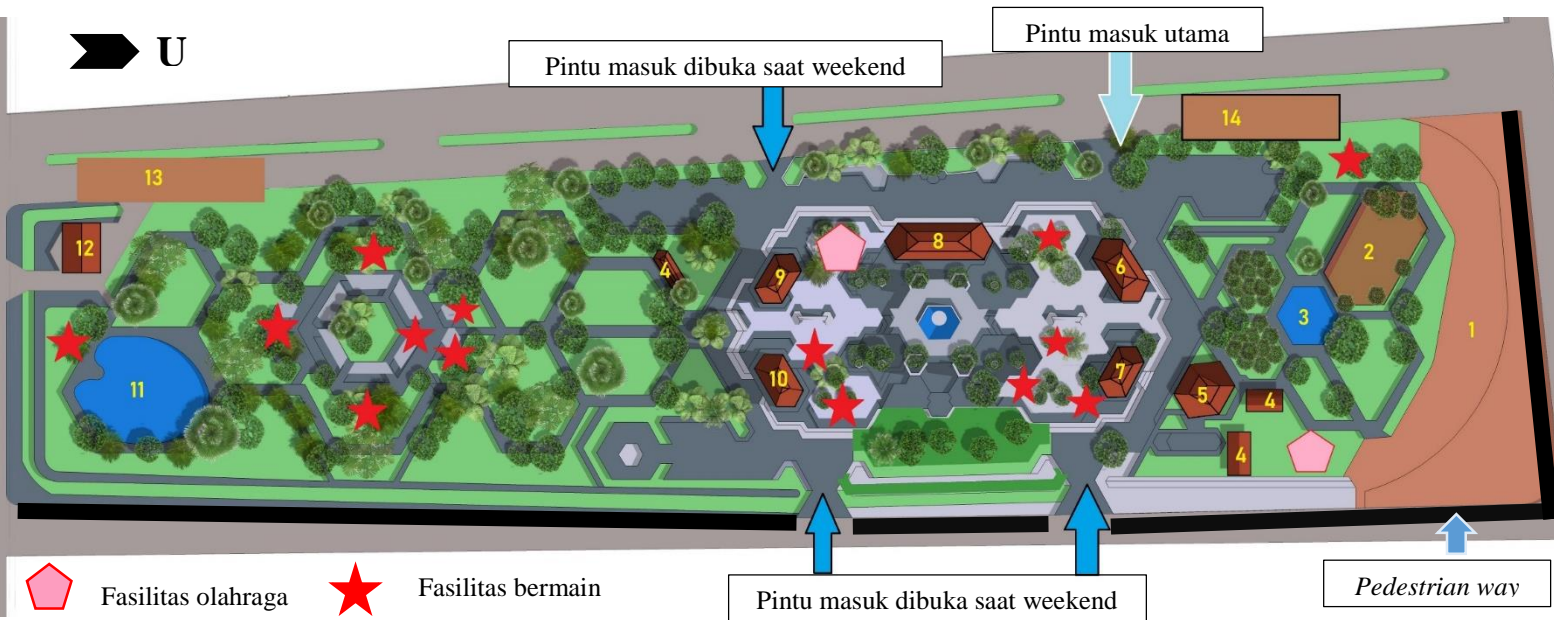 U
Pintu masuk dibuka saat weekend
Pintu masuk utama
14
13
12
4
9
8
6
2
3
1
11
10
7
5
4
4
Fasilitas olahraga
Fasilitas bermain
Pintu masuk dibuka saat weekend
Pedestrian way